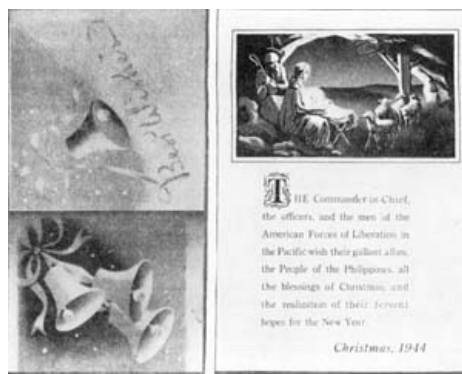 Best Wishes
THE Commander in Chief,
the officers, and the men of the
American Forces of Liberation in
the Pacific wish their gallant allies,
the People of the Philippines, all
the blessings of Christmas, and
the realization of their fervent
hopes for the New Year.
Christmas, 1944